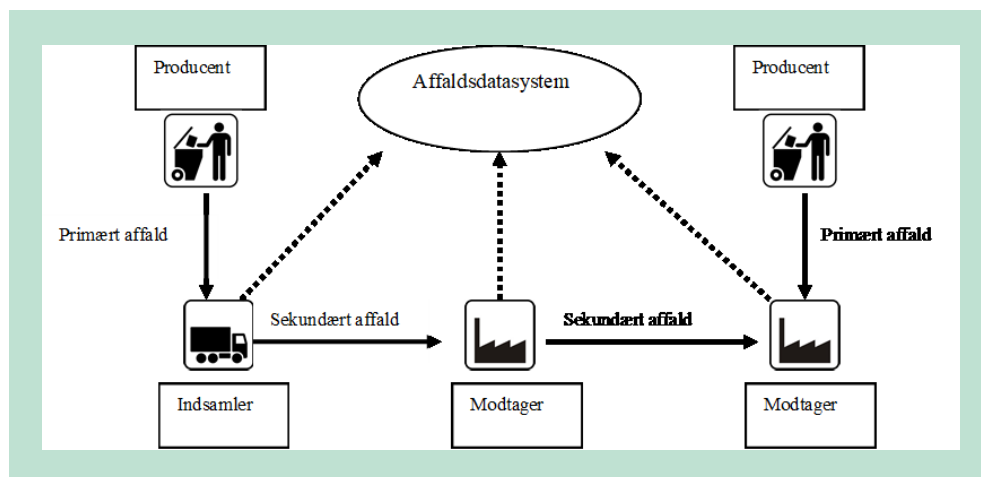 Producent
Affaldsdatasystem
Producent
Primært affald
Primært affald
Sekundært affald
Sekundært affald
Indsamler
Modtager
Modtager